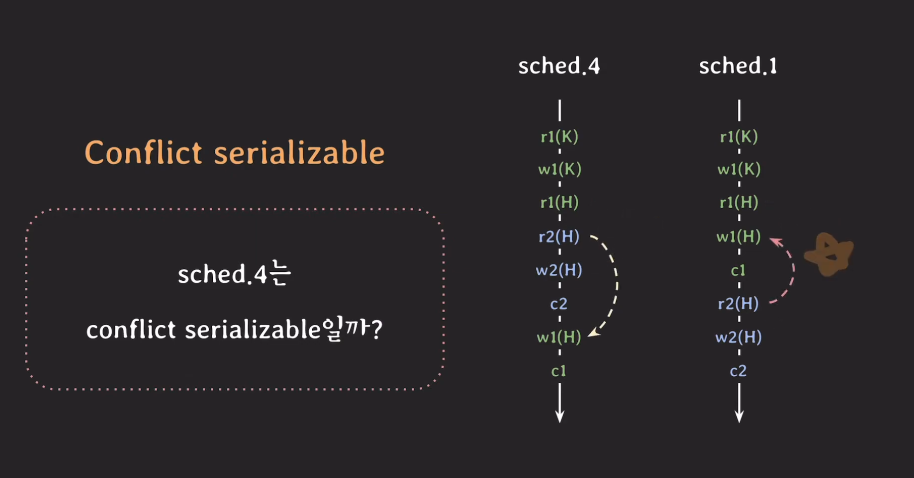 Conflict serializable
sched.4는
conflict serializable일까?
sched.4
r1(K)
w1(K)
r1(H)
r2(H)
w2(H)
c2
w1(H)
c1
sched.1
r1(K)
w1(K)
r1(H)
w1(H)
c1
r2(H)
w2(H)
c2